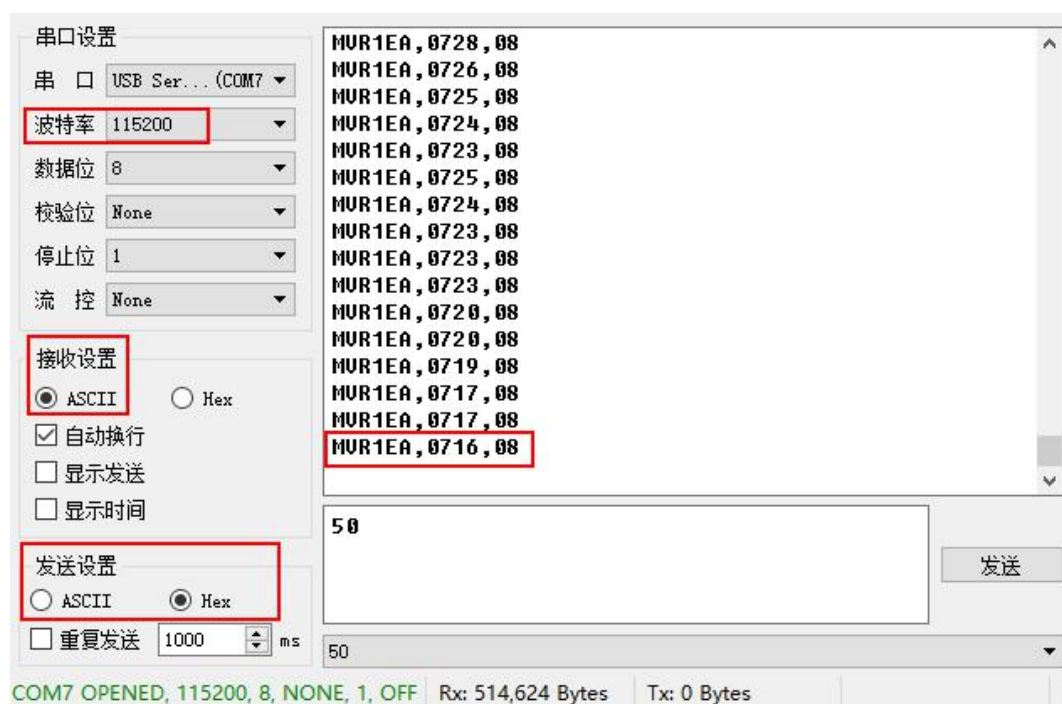 串口设置
串 口 USB Ser...(COM7
波特率 115200
数据位 8
校验位 None
停止位 1
流 控 None
接收设置
ASCII Hex
自动换行
显示发送
显示时间
发送设置
ASCII Hex
重复发送 1000 ms
MVR1EA,0728,08
MVR1EA,0726,08
MVR1EA,0725,08
MVR1EA,0724,08
MVR1EA,0723,08
MVR1EA,0725,08
MVR1EA,0724,08
MVR1EA,0723,08
MVR1EA,0723,08
MVR1EA,0723,08
MVR1EA,0720,08
MVR1EA,0720,08
MVR1EA,0719,08
MVR1EA,0717,08
MVR1EA,0717,08
MVR1EA,0716,08
50
发送
50
COM7 OPENED, 115200, 8, NONE, 1, OFF Rx: 514,624 Bytes Tx: 0 Bytes